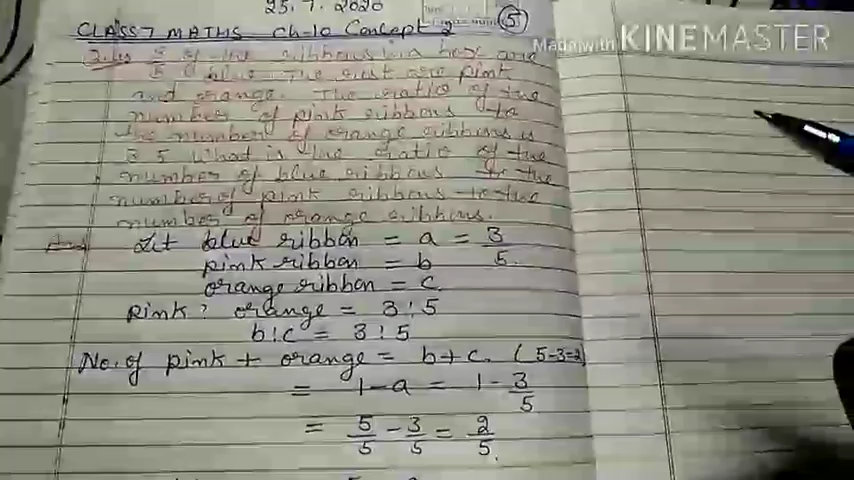 25.7.2020
CLASS 7 MATHS Ch-10 Concept 2 (5)
Made with KINEMASTER
of the ribbons in a box are
blue. The rest are pink
and orange. The ratio of the
number of pink ribbons to
the number of orange ribbons is
3:5 What is the ratio of the
number of blue ribbons to the
number of pink ribbons to the
number of orange ribbons.
Ans Let blue ribbon = a = 3/5.
pink ribbon = b
orange ribbon = c.
pink : orange = 3:5
b:c = 3:5
No. of pink + orange = b+c. (5-3=2)
= 1-a = 1 - 3/5
= 5/5 - 3/5 = 2/5.